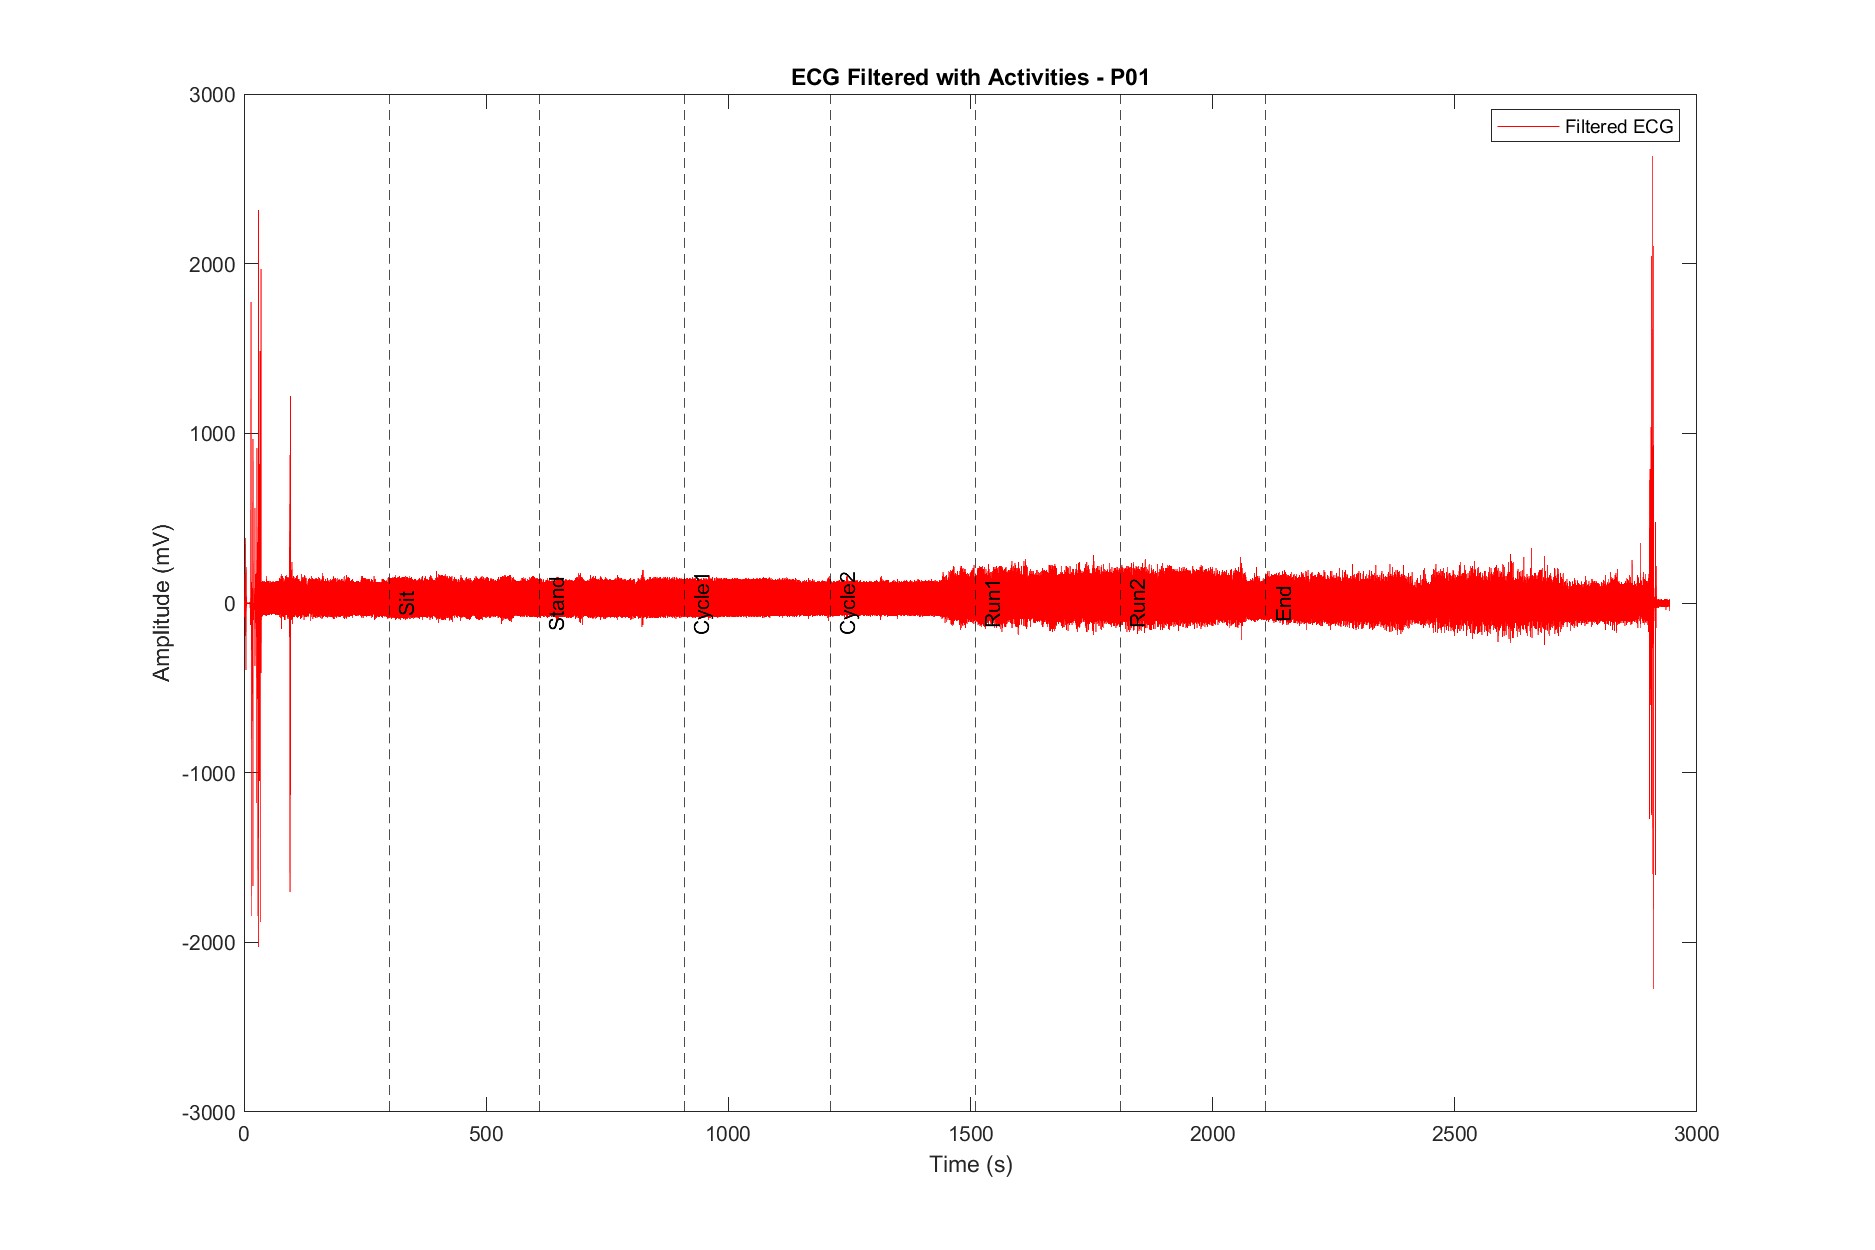 ECG Filtered with Activities - P01
Filtered ECG
Amplitude (mV)
3000
2000
1000
0
-1000
-2000
-3000
Sit
Stand
Cycle1
Cycle2
Run1
Run2
End
0 500 1000 1500 2000 2500 3000
Time (s)